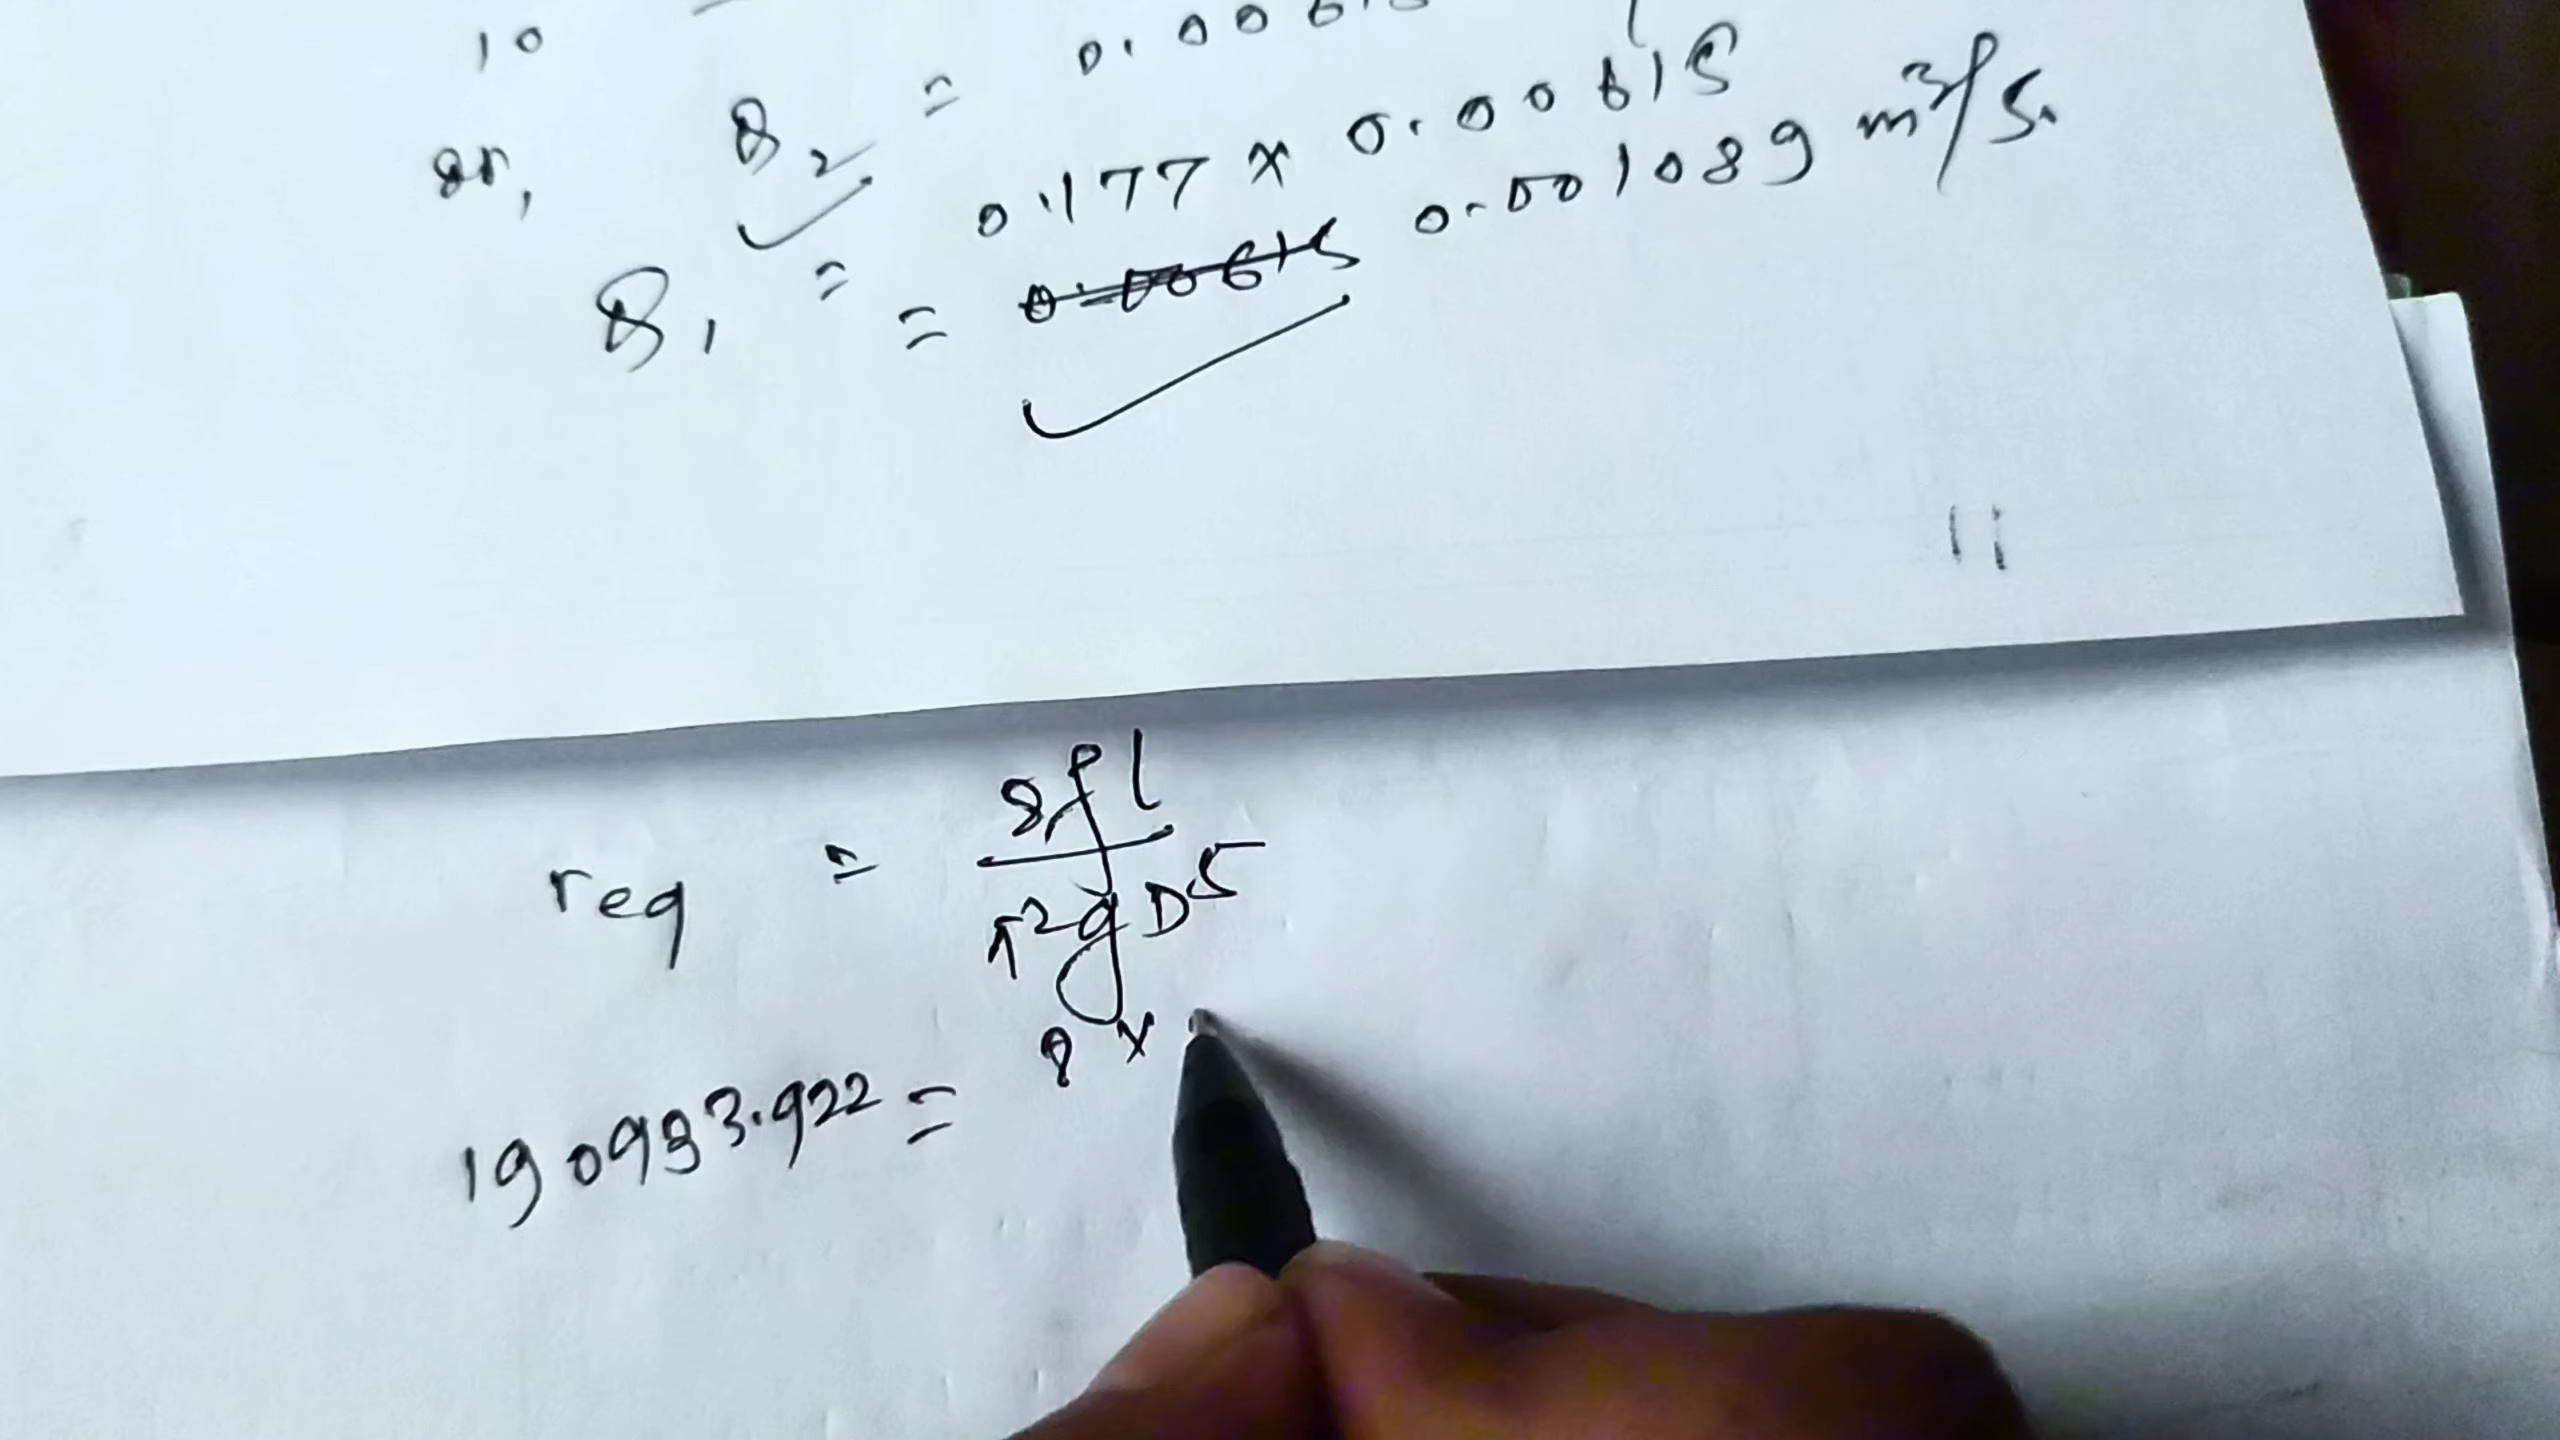 10
or, Q₂ = 0.00615
Q₁ = 0.177 x 0.00615
= 0.001089 m³/s.
11
req = 8fl / π²gD⁵
190993.922 = 8 x